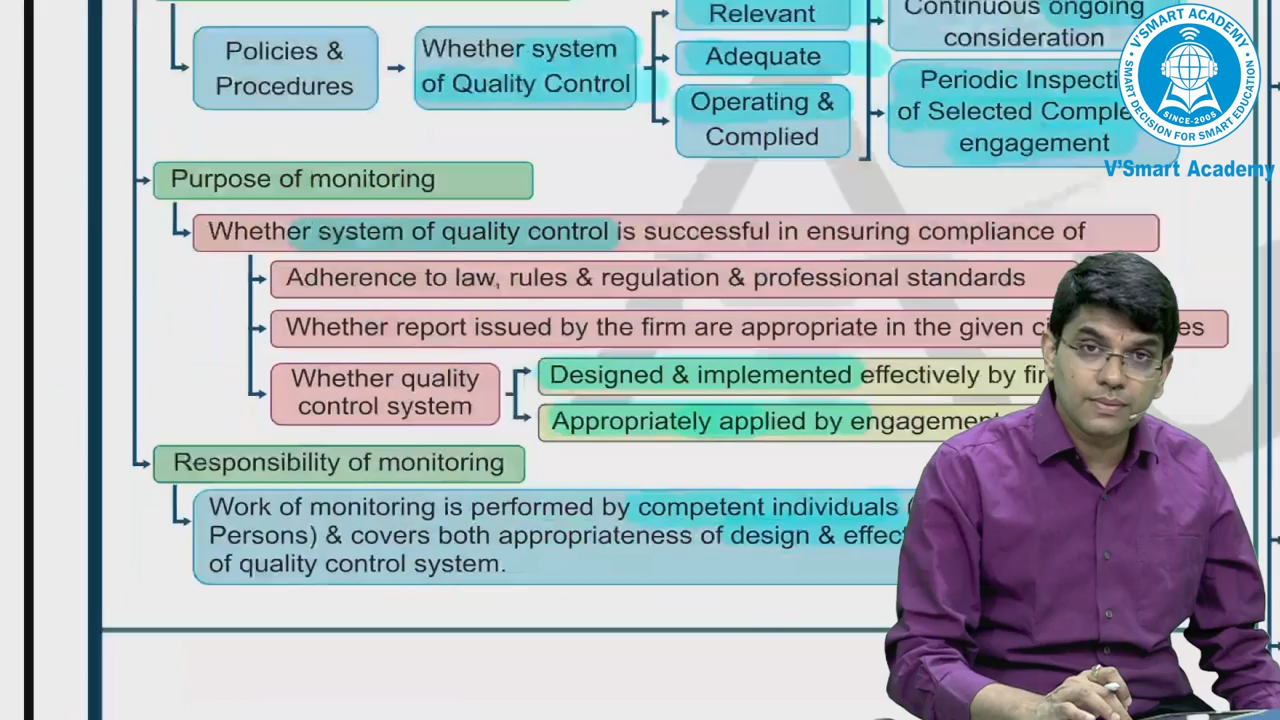 Relevant
Continuous ongoing
consideration
Policies &
Procedures
Whether system
of Quality Control
Adequate
Operating &
Complied
Periodic
of Selected
engagement
V'SMART ACADEMY
SMART DECISION FOR SMART EDUCATION
SINCE-2005
V'Smart Academy
Purpose of monitoring
Whether system of quality control is successful in ensuring compliance of
Adherence to law, rules & regulation & professional standards
Whether report issued by the firm are appropriate in the given
Whether quality
control system
Designed & implemented effectively by
Appropriately applied by engagement
Responsibility of monitoring
Work of monitoring is performed by competent individuals
Persons) & covers both appropriateness of design &
of quality control system.